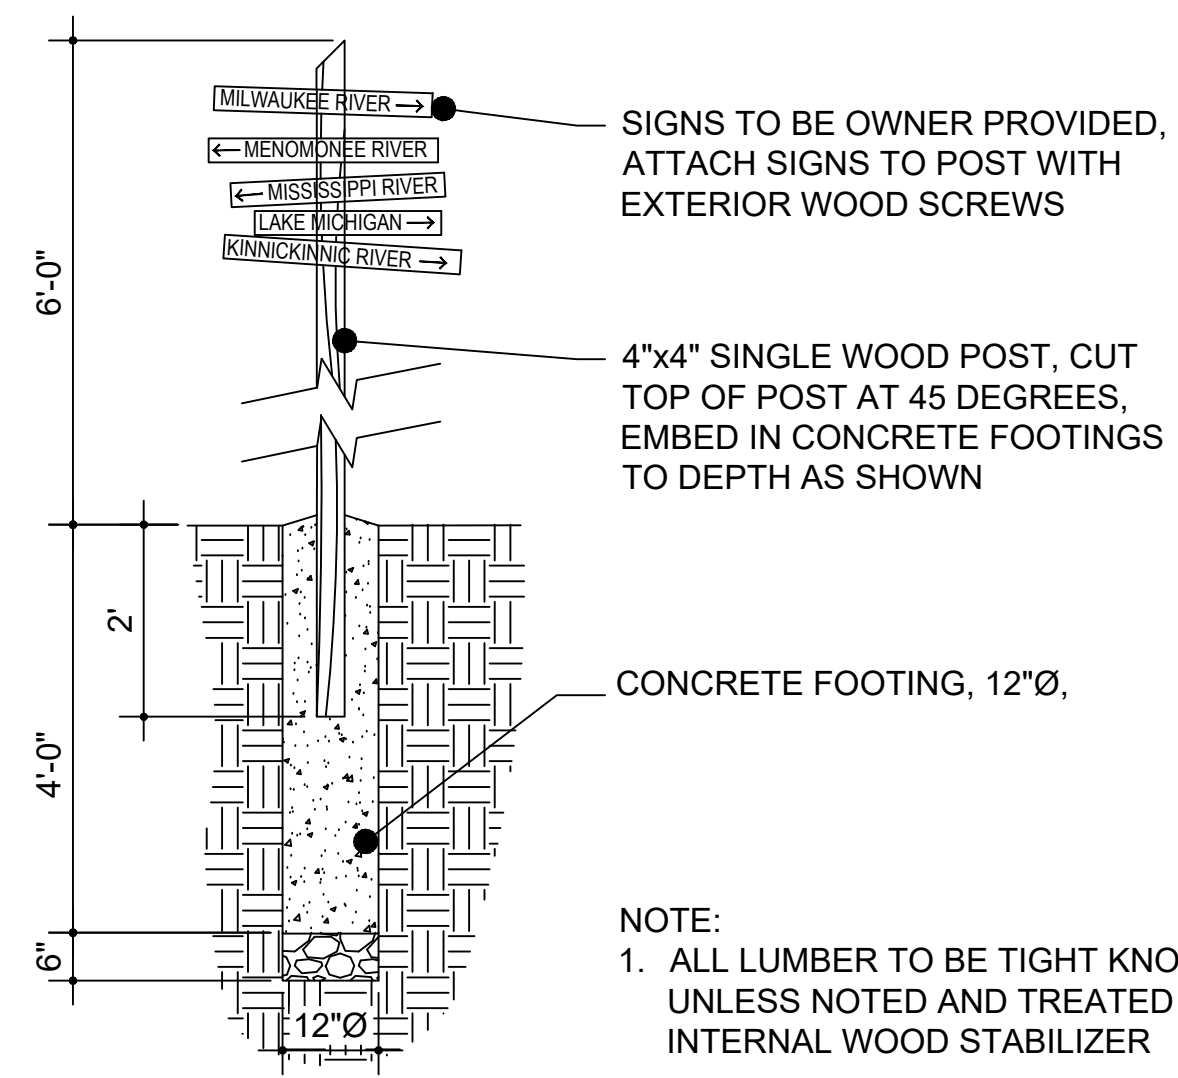 MILWAUKEE RIVER →
← MENOMONEE RIVER
← MISSISSIPPI RIVER
LAKE MICHIGAN →
KINNICKINNIC RIVER →
SIGNS TO BE OWNER PROVIDED,
ATTACH SIGNS TO POST WITH
EXTERIOR WOOD SCREWS
6'-0"
4"x4" SINGLE WOOD POST, CUT
TOP OF POST AT 45 DEGREES,
EMBED IN CONCRETE FOOTINGS
TO DEPTH AS SHOWN
2'
CONCRETE FOOTING, 12"Ø,
4'-0"
6"
12"Ø
NOTE:
1. ALL LUMBER TO BE TIGHT KNO
UNLESS NOTED AND TREATED
INTERNAL WOOD STABILIZER